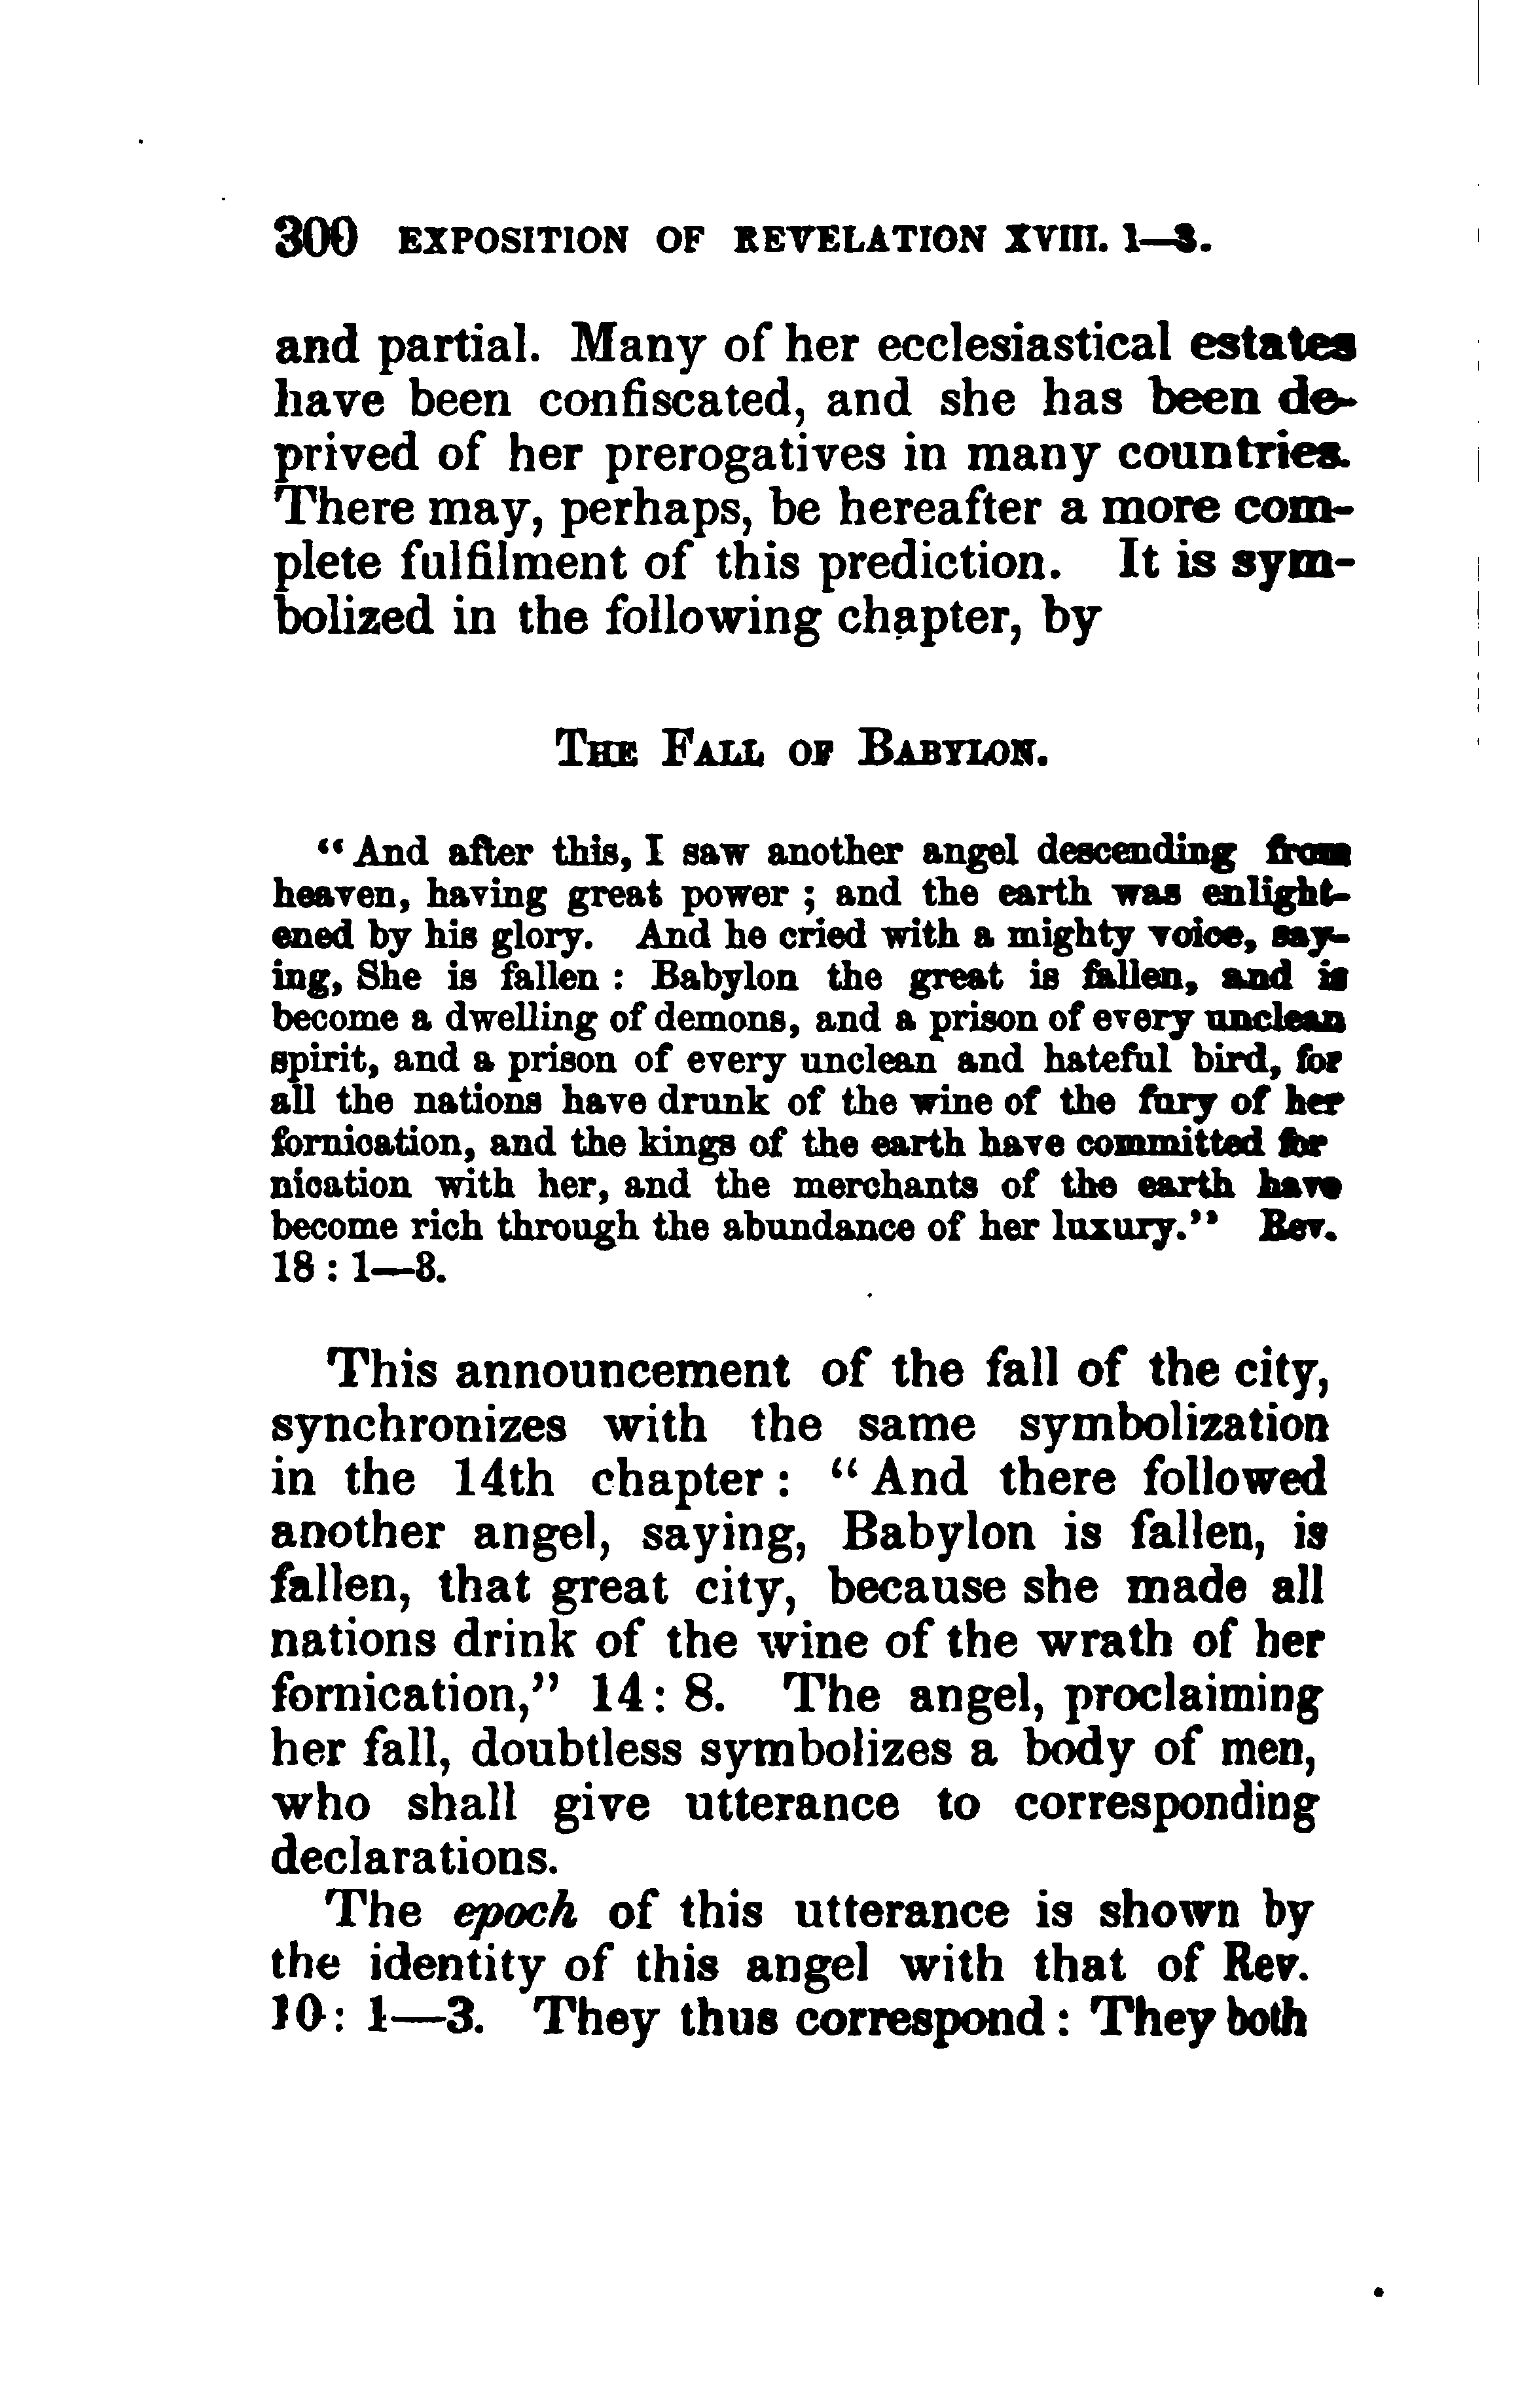 300 EXPOSITION OF REVELATION XVIII. 1—3.
and partial. Many of her ecclesiastical estates
have been confiscated, and she has been de-
prived of her prerogatives in many countries.
There may, perhaps, be hereafter a more com-
plete fulfilment of this prediction. It is sym-
bolized in the following chapter, by
THE FALL OF BABYLON.
“And after this, I saw another angel descending from
heaven, having great power ; and the earth was enlight-
ened by his glory. And he cried with a mighty voice, say-
ing, She is fallen : Babylon the great is fallen, and is
become a dwelling of demons, and a prison of every unclean
spirit, and a prison of every unclean and hateful bird, for
all the nations have drunk of the wine of the fury of her
fornication, and the kings of the earth have committed for
nication with her, and the merchants of the earth have
become rich through the abundance of her luxury.” Rev.
18 : 1—3.
This announcement of the fall of the city,
synchronizes with the same symbolization
in the 14th chapter : “And there followed
another angel, saying, Babylon is fallen, is
fallen, that great city, because she made all
nations drink of the wine of the wrath of her
fornication,” 14: 8. The angel, proclaiming
her fall, doubtless symbolizes a body of men,
who shall give utterance to corresponding
declarations.
The epoch of this utterance is shown by
the identity of this angel with that of Rev.
10: 1—3. They thus correspond : They both